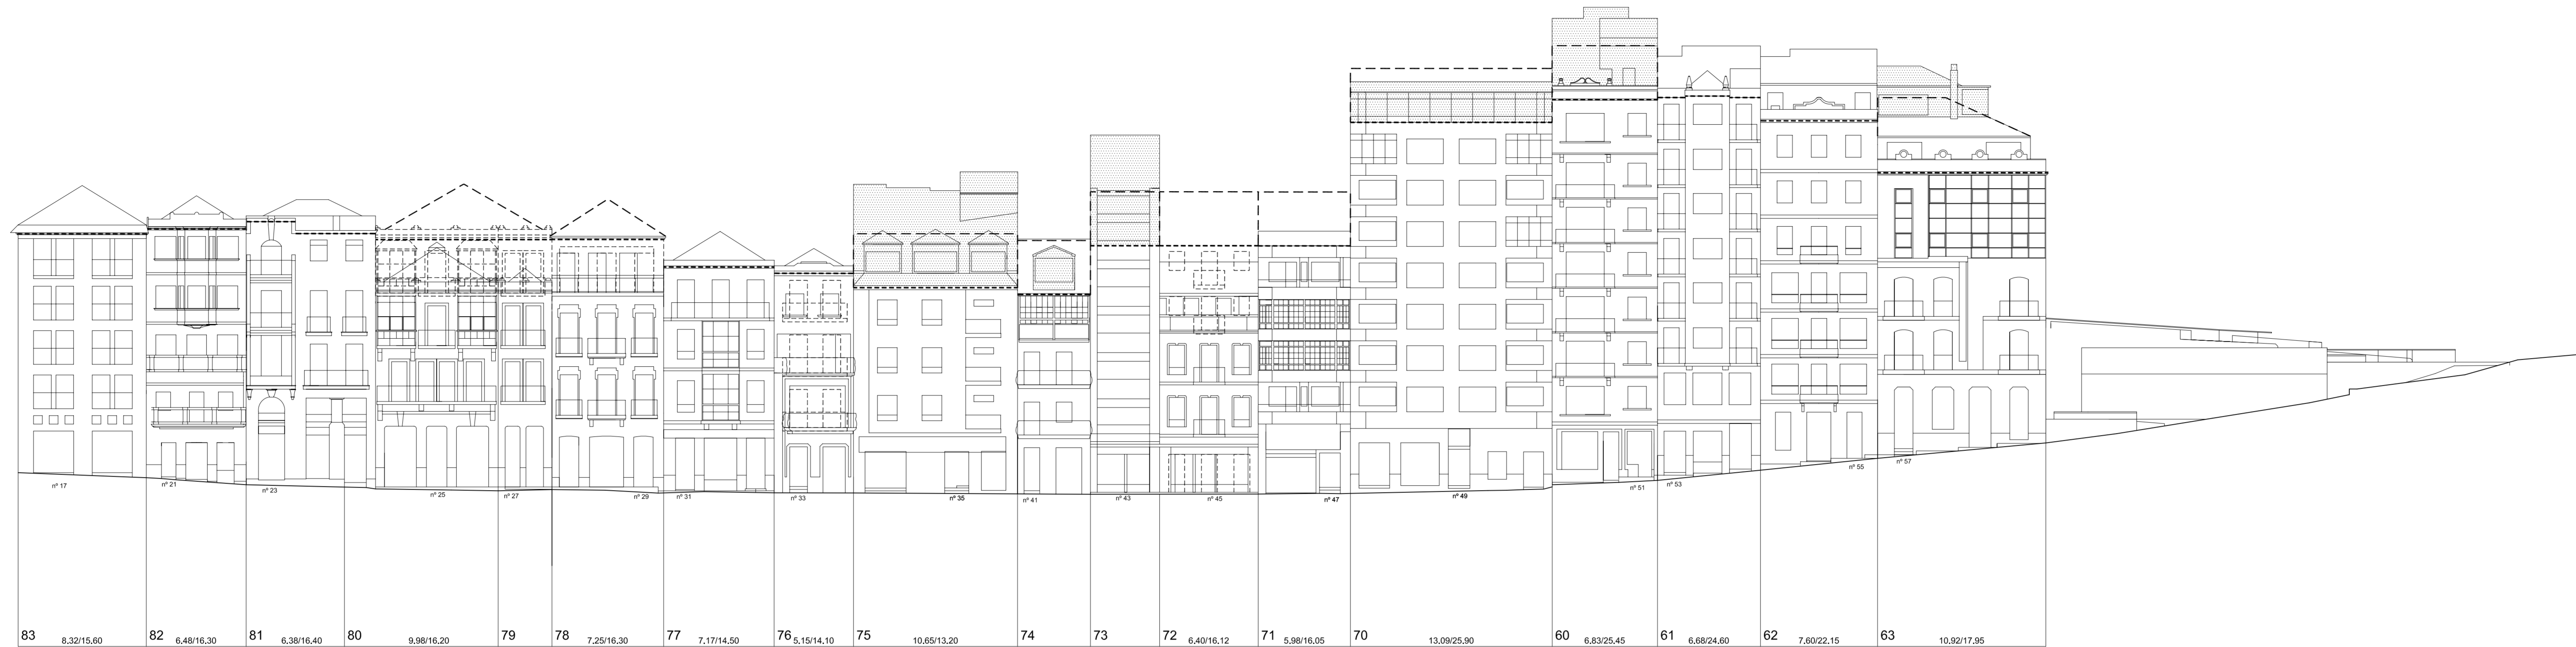 nº 17
nº 21
nº 23
nº 25
nº 27
nº 29
nº 31
nº 33
nº 35
nº 41
nº 43
nº 45
nº 47
nº 49
nº 51
nº 53
nº 55
nº 57
83 8,32/15,60
82 6,48/16,30
81 6,38/16,40
80 9,98/16,20
79
78 7,25/16,30
77 7,17/14,50
76 5,15/14,10
75 10,65/13,20
74
73
72 6,40/16,12
71 5,98/16,05
70 13,09/25,90
60 6,83/25,45
61 6,68/24,60
62 7,60/22,15
63 10,92/17,95